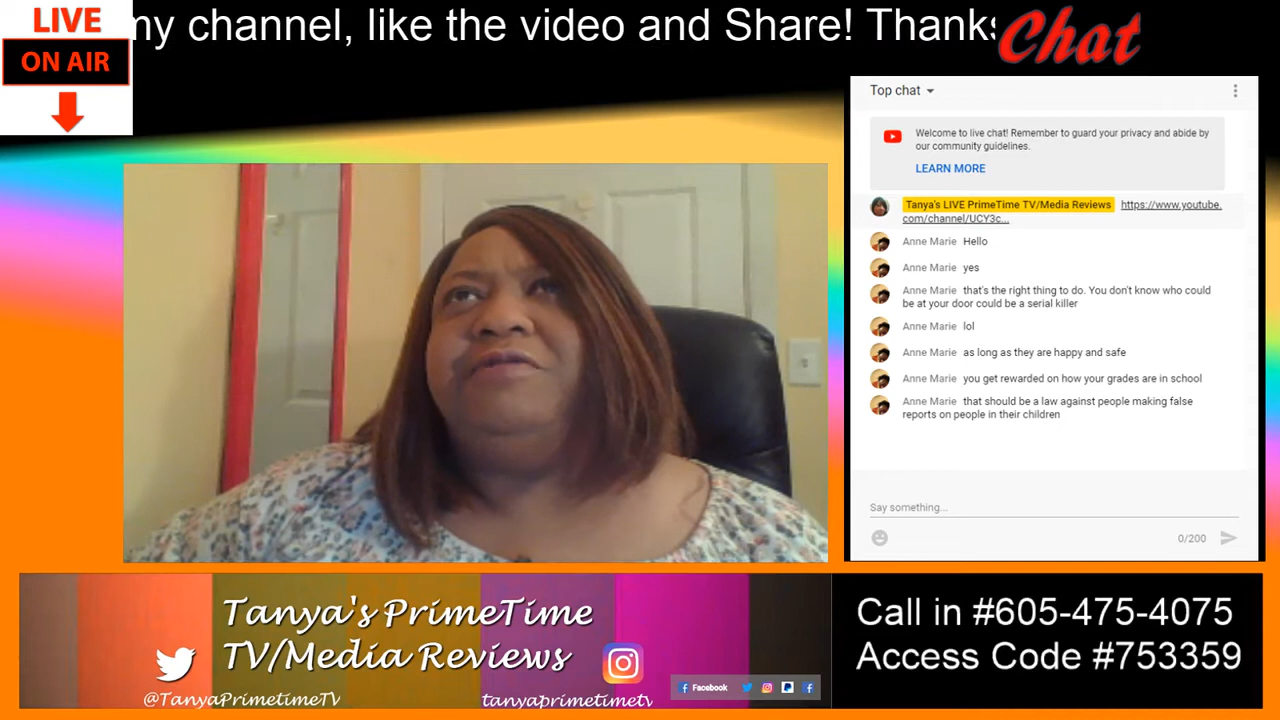 LIVE
ON AIR
my channel, like the video and Share! Thanks
Chat
Top chat
Welcome to live chat! Remember to guard your privacy and abide by
our community guidelines.
LEARN MORE
Tanya's LIVE PrimeTime TV/Media Reviews https://www.youtube.
com/channel/UCY3c...
Anne Marie Hello
Anne Marie yes
Anne Marie that's the right thing to do. You don't know who could
be at your door could be a serial killer
Anne Marie lol
Anne Marie as long as they are happy and safe
Anne Marie you get rewarded on how your grades are in school
Anne Marie that should be a law against people making false
reports on people in their children
Say something...
0/200
Tanya's PrimeTime
TV/Media Reviews
@TanyaPrimetimeTV
tanyaprimetimetv
Facebook
Call in #605-475-4075
Access Code #753359